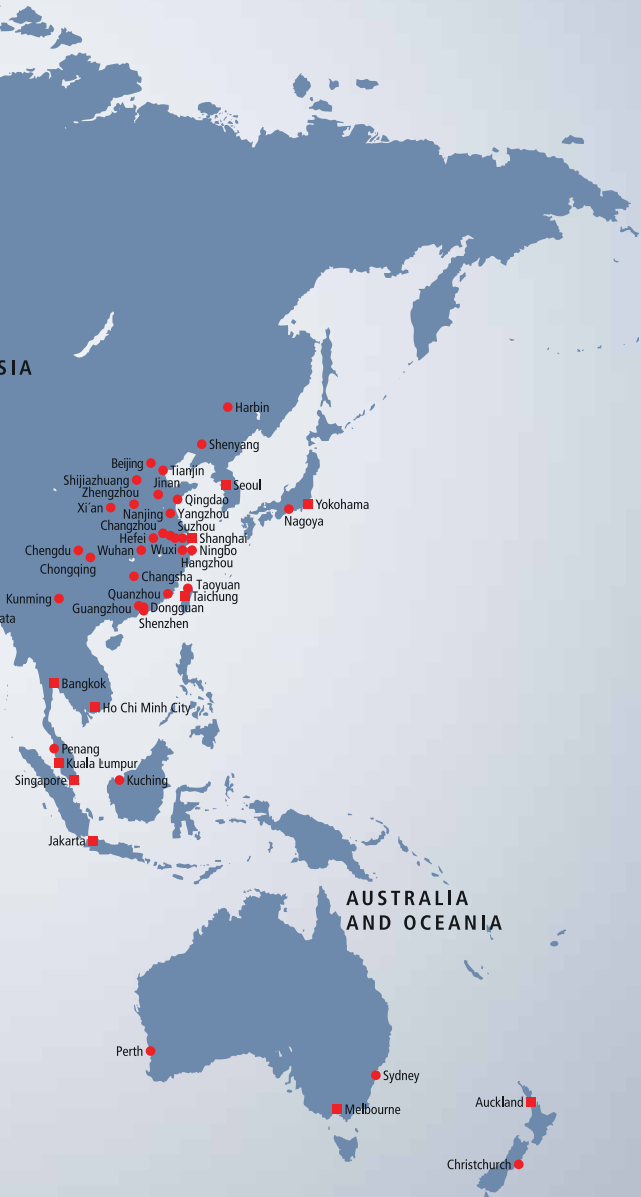 SIA
Harbin
Shenyang
Beijing
Tianjin
Shijiazhuang
Jinan
Seoul
Zhengzhou
Qingdao
Xi'an
Yokohama
Nanjing
Yangzhou
Nagoya
Changzhou
Suzhou
Hefei
Shanghai
Chengdu
Wuhan
Wuxi
Ningbo
Hangzhou
Chongqing
Changsha
Taoyuan
Quanzhou
Taichung
Kunming
Guangzhou
Dongguan
ata
Shenzhen
Bangkok
Ho Chi Minh City
Penang
Kuala Lumpur
Singapore
Kuching
Jakarta
AUSTRALIA
AND OCEANIA
Perth
Sydney
Auckland
Melbourne
Christchurch